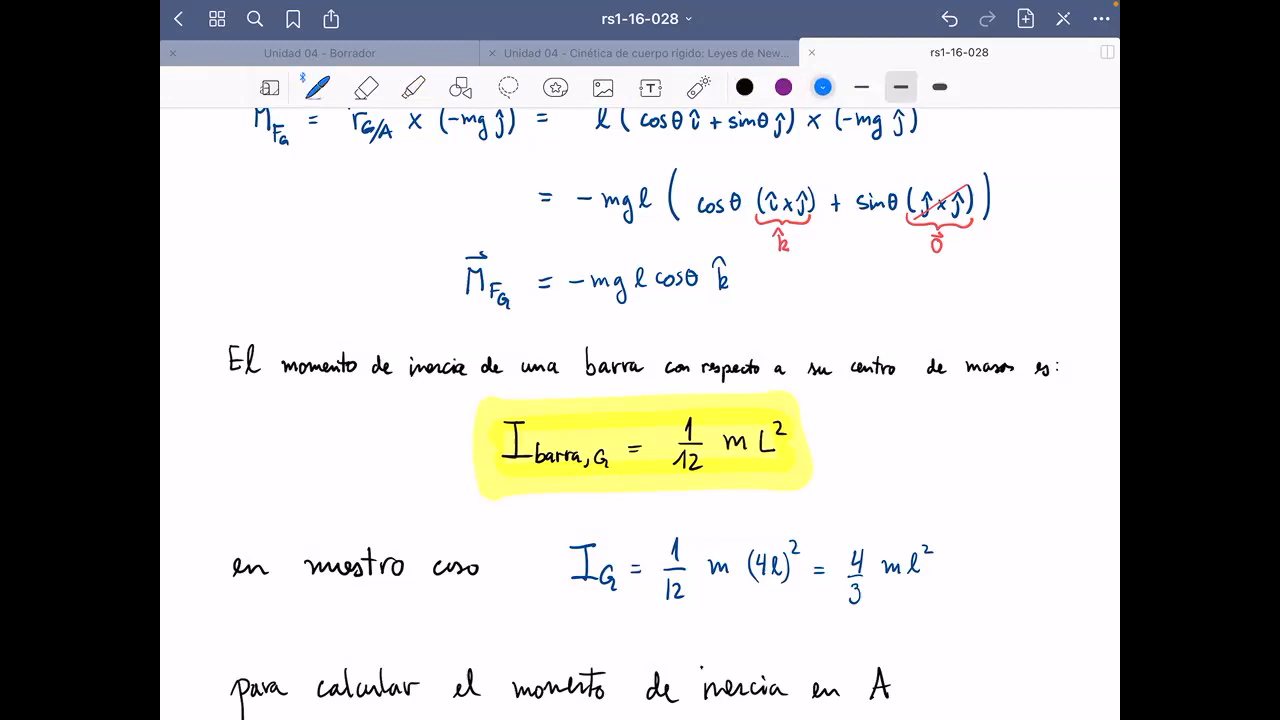 rs1-16-028
Unidad 04 - Borrador
Unidad 04 - Cinética de cuerpo rígido: Leyes de New...
rs1-16-028
M_{F_G} = r_{G/A} × (-mg ĵ) = l ( cosθ î + sinθ ĵ) × (-mg ĵ)
= - mg l ( cosθ (î×ĵ) + sinθ (ĵ×ĵ) )
k̂ 0⃗
M⃗_{F_G} = - mg l cosθ k̂
El momento de inercia de una barra con respecto a su centro de masas es:
I_{barra,G} = 1/12 m L²
en nuestro caso I_G = 1/12 m (4l)² = 4/3 m l²
para calcular el momento de inercia en A